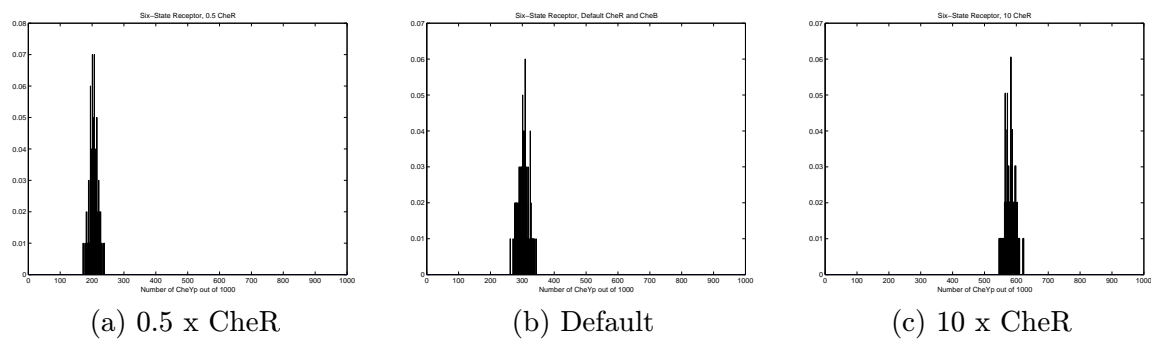 Six-State Receptor, 0.5 CheR
0.08
0.07
0.06
0.05
0.04
0.03
0.02
0.01
0
0 100 200 300 400 500 600 700 800 900 1000
Number of CheYp out of 1000
(a) 0.5 x CheR
Six-State Receptor, Default CheR and CheB
0.07
0.06
0.05
0.04
0.03
0.02
0.01
0
0 100 200 300 400 500 600 700 800 900 1000
Number of CheYp out of 1000
(b) Default
Six-State Receptor, 10 CheR
0.07
0.06
0.05
0.04
0.03
0.02
0.01
0
0 100 200 300 400 500 600 700 800 900 1000
Number of CheYp out of 1000
(c) 10 x CheR